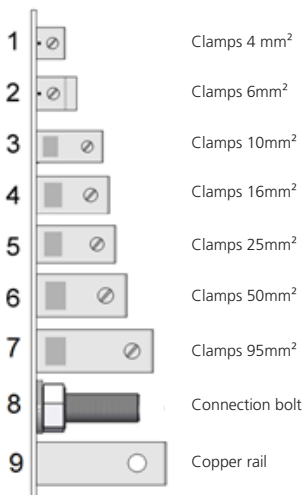 1 Clamps 4 mm²
2 Clamps 6mm²
3 Clamps 10mm²
4 Clamps 16mm²
5 Clamps 25mm²
6 Clamps 50mm²
7 Clamps 95mm²
8 Connection bolt
9 Copper rail